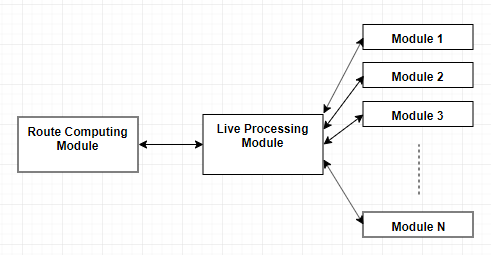 Route Computing
Module
Live Processing
Module
Module 1
Module 2
Module 3
Module N